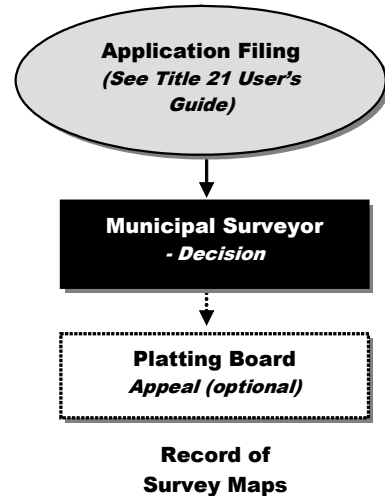 Application Filing
(See Title 21 User's
Guide)
Municipal Surveyor
- Decision
Platting Board
Appeal (optional)
Record of
Survey Maps